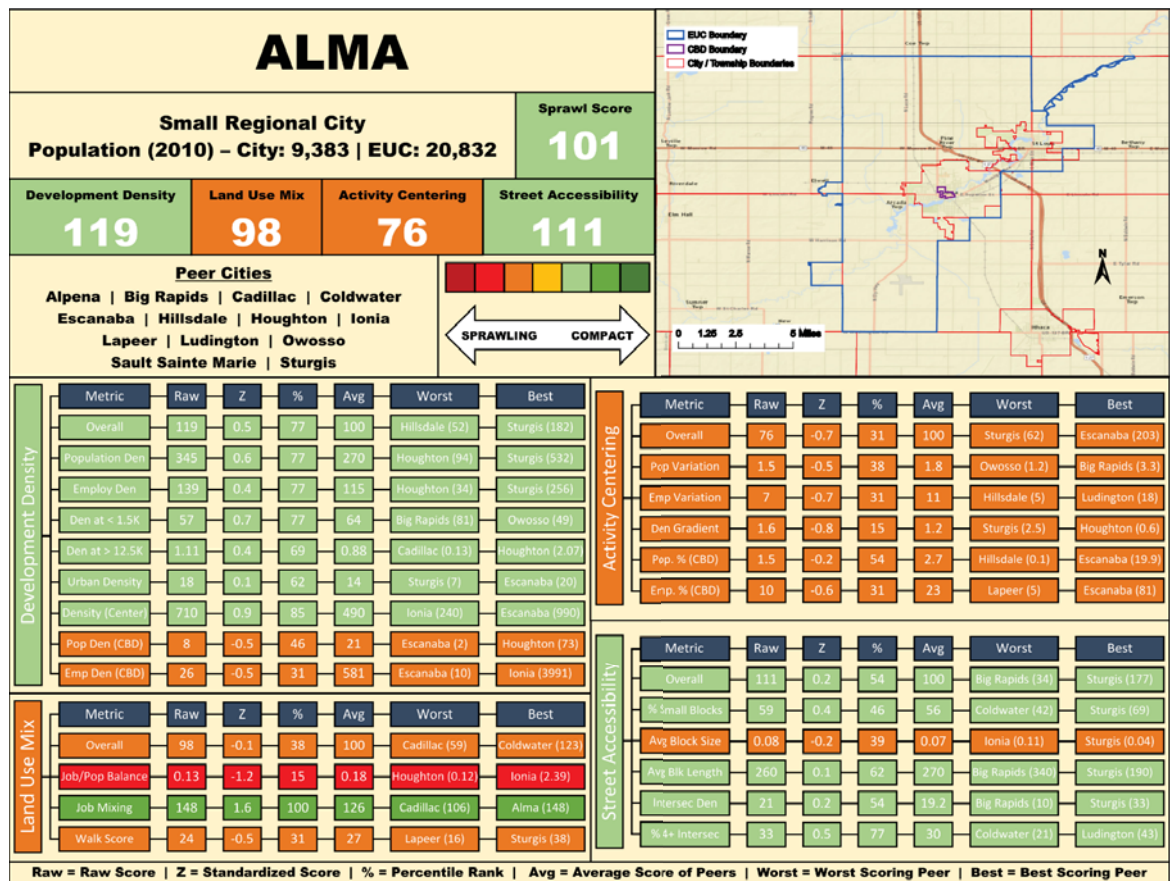 ALMA
Small Regional City
Population (2010) – City: 9,383 | EUC: 20,832
Sprawl Score
101
Development Density
119
Land Use Mix
98
Activity Centering
76
Street Accessibility
111
Peer Cities
Alpena | Big Rapids | Cadillac | Coldwater
Escanaba | Hillsdale | Houghton | Ionia
Lapeer | Ludington | Owosso
Sault Sainte Marie | Sturgis
SPRAWLING COMPACT
EUC Boundary
CBD Boundary
City / Township Boundaries
Riverdale
Elm Hall
Elwell
Arcada Twp
Pine River Twp
St Louis
Bethany Twp
Emerson Twp
Sumner Twp
Ithaca
N
0 1.25 2.5 5 Miles
Development Density
Metric Raw Z % Avg Worst Best
Overall 119 0.5 77 100 Hillsdale (52) Sturgis (182)
Population Den 345 0.6 77 270 Houghton (94) Sturgis (532)
Employ Den 139 0.4 77 115 Houghton (34) Sturgis (256)
Den at < 1.5K 57 0.7 77 64 Big Rapids (81) Owosso (49)
Den at > 12.5K 1.11 0.4 69 0.88 Cadillac (0.13) Houghton (2.07)
Urban Density 18 0.1 62 14 Sturgis (7) Escanaba (20)
Density (Center) 710 0.9 85 490 Ionia (240) Escanaba (990)
Pop Den (CBD) 8 -0.5 46 21 Escanaba (2) Houghton (73)
Emp Den (CBD) 26 -0.5 31 581 Escanaba (10) Ionia (3991)
Land Use Mix
Metric Raw Z % Avg Worst Best
Overall 98 -0.1 38 100 Cadillac (59) Coldwater (123)
Job/Pop Balance 0.13 -1.2 15 0.18 Houghton (0.12) Ionia (2.39)
Job Mixing 148 1.6 100 126 Cadillac (106) Alma (148)
Walk Score 24 -0.5 31 27 Lapeer (16) Sturgis (38)
Activity Centering
Metric Raw Z % Avg Worst Best
Overall 76 -0.7 31 100 Sturgis (62) Escanaba (203)
Pop Variation 1.5 -0.5 38 1.8 Owosso (1.2) Big Rapids (3.3)
Emp Variation 7 -0.7 31 11 Hillsdale (5) Ludington (18)
Den Gradient 1.6 -0.8 15 1.2 Sturgis (2.5) Houghton (0.6)
Pop. % (CBD) 1.5 -0.2 54 2.7 Hillsdale (0.1) Escanaba (19.9)
Emp. % (CBD) 10 -0.6 31 23 Lapeer (5) Escanaba (81)
Street Accessibility
Metric Raw Z % Avg Worst Best
Overall 111 0.2 54 100 Big Rapids (34) Sturgis (177)
% Small Blocks 59 0.4 46 56 Coldwater (42) Sturgis (69)
Avg Block Size 0.08 -0.2 39 0.07 Ionia (0.11) Sturgis (0.04)
Avg Blk Length 260 0.1 62 270 Big Rapids (340) Sturgis (190)
Intersec Den 21 0.2 54 19.2 Big Rapids (10) Sturgis (33)
% 4+ Intersec 33 0.5 77 30 Coldwater (21) Ludington (43)
Raw = Raw Score | Z = Standardized Score | % = Percentile Rank | Avg = Average Score of Peers | Worst = Worst Scoring Peer | Best = Best Scoring Peer